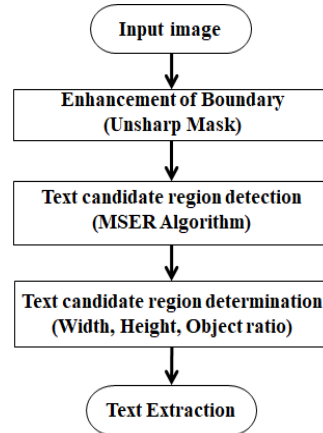 Input image
Enhancement of Boundary
(Unsharp Mask)
Text candidate region detection
(MSER Algorithm)
Text candidate region determination
(Width, Height, Object ratio)
Text Extraction